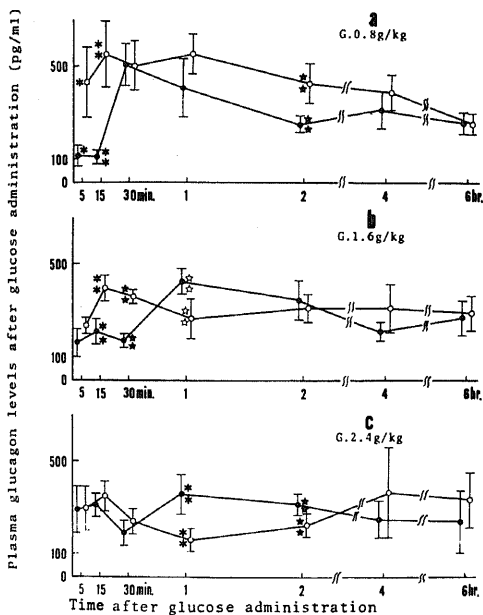 Plasma glucagon levels after glucose administration (pg/ml)
a
G.0.8g/kg
500
100
0
5 15 30min. 1 2 4 6hr.
b
G.1.6g/kg
500
100
0
5 15 30min. 1 2 4 6hr.
c
G.2.4g/kg
500
100
0
5 15 30min. 1 2 4 6hr.
Time after glucose administration